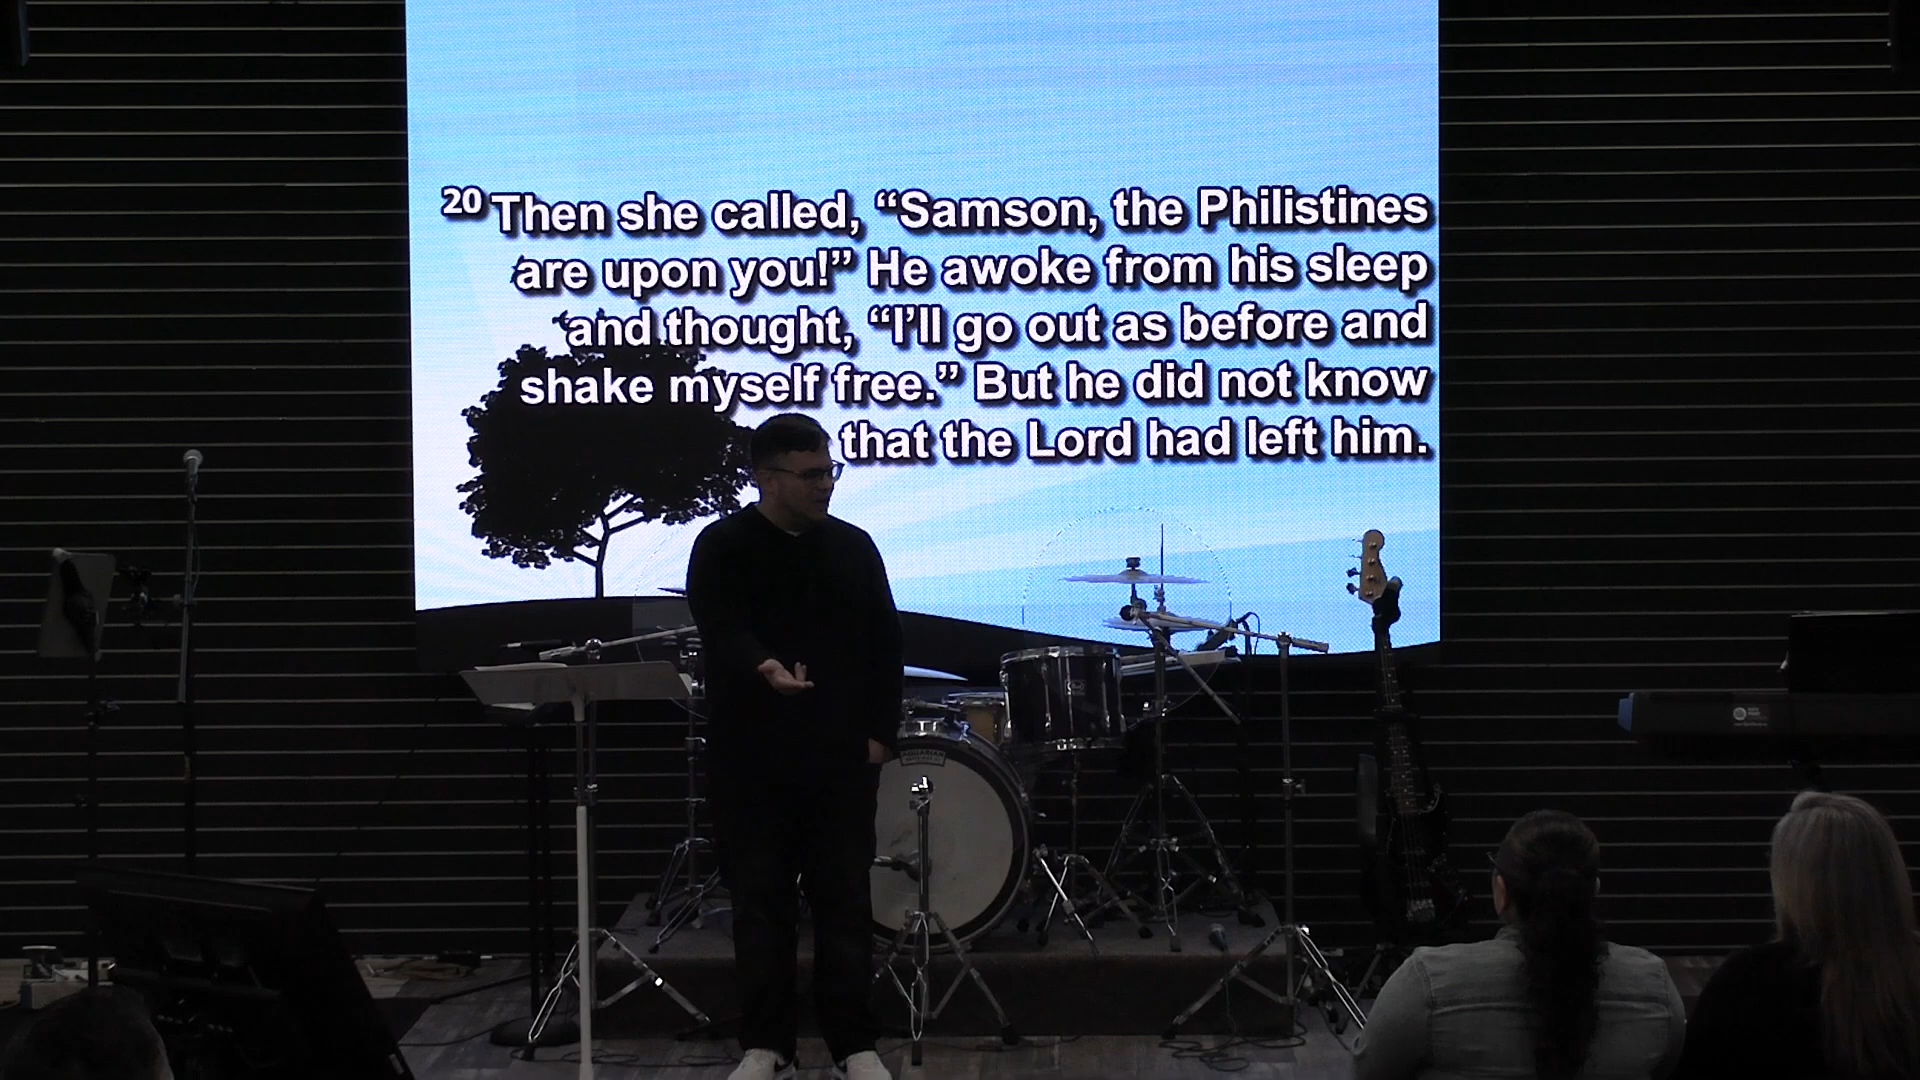 20 Then she called, “Samson, the Philistines
are upon you!” He awoke from his sleep
and thought, “I’ll go out as before and
shake myself free.” But he did not know
that the Lord had left him.
AQUARIAN